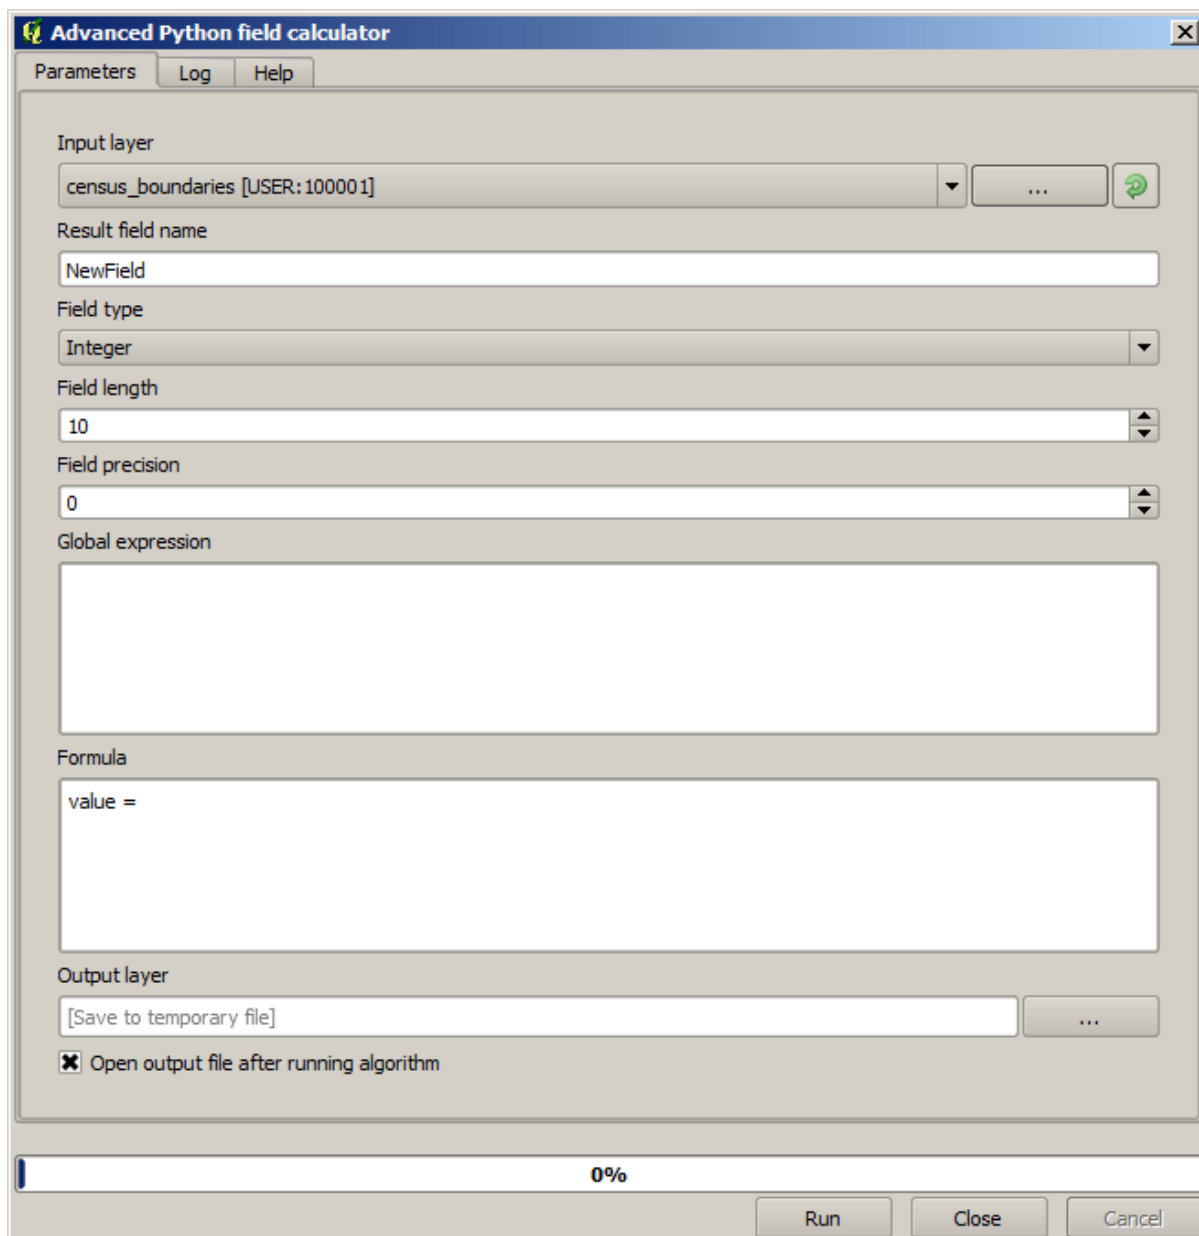 Advanced Python field calculator
Parameters Log Help
Input layer
census_boundaries [USER:100001] ...
Result field name
NewField
Field type
Integer
Field length
10
Field precision
0
Global expression
Formula
value =
Output layer
[Save to temporary file] ...
Open output file after running algorithm
0%
Run Close Cancel